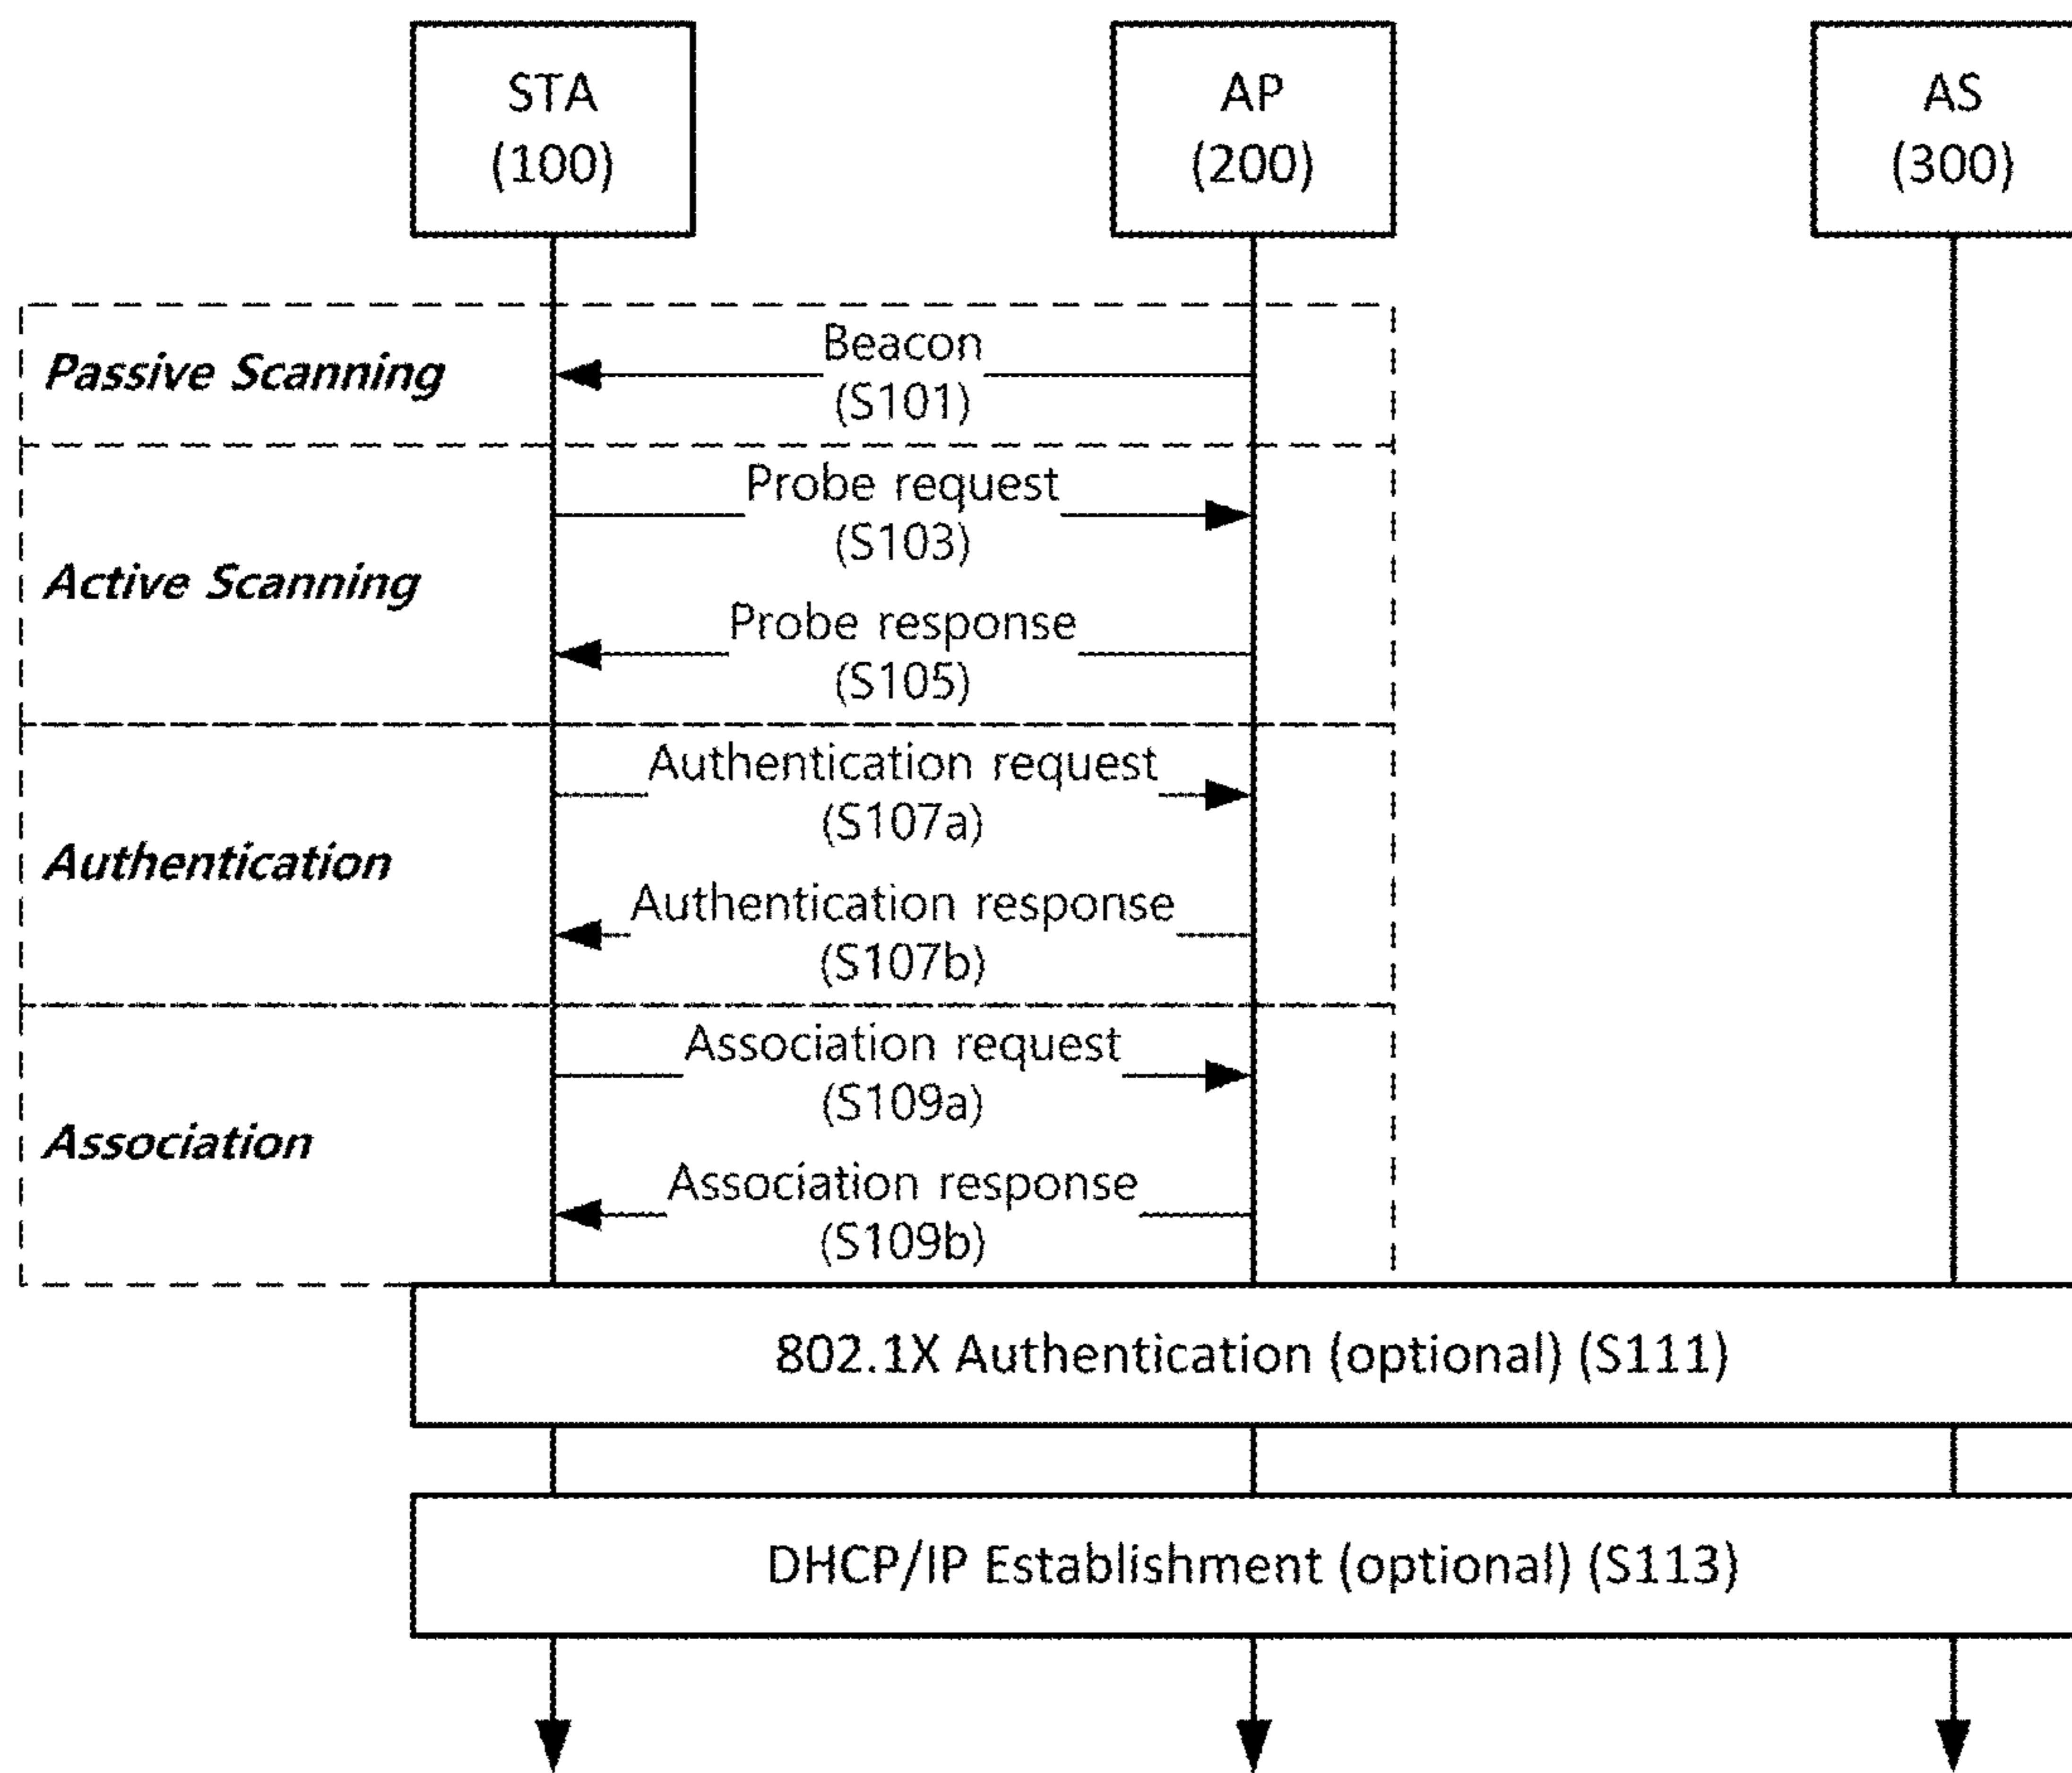 STA
(100)
AP
(200)
AS
(300)
Passive Scanning
Beacon
(S101)
Active Scanning
Probe request
(S103)
Probe response
(S105)
Authentication
Authentication request
(S107a)
Authentication response
(S107b)
Association
Association request
(S109a)
Association response
(S109b)
802.1X Authentication (optional) (S111)
DHCP/IP Establishment (optional) (S113)